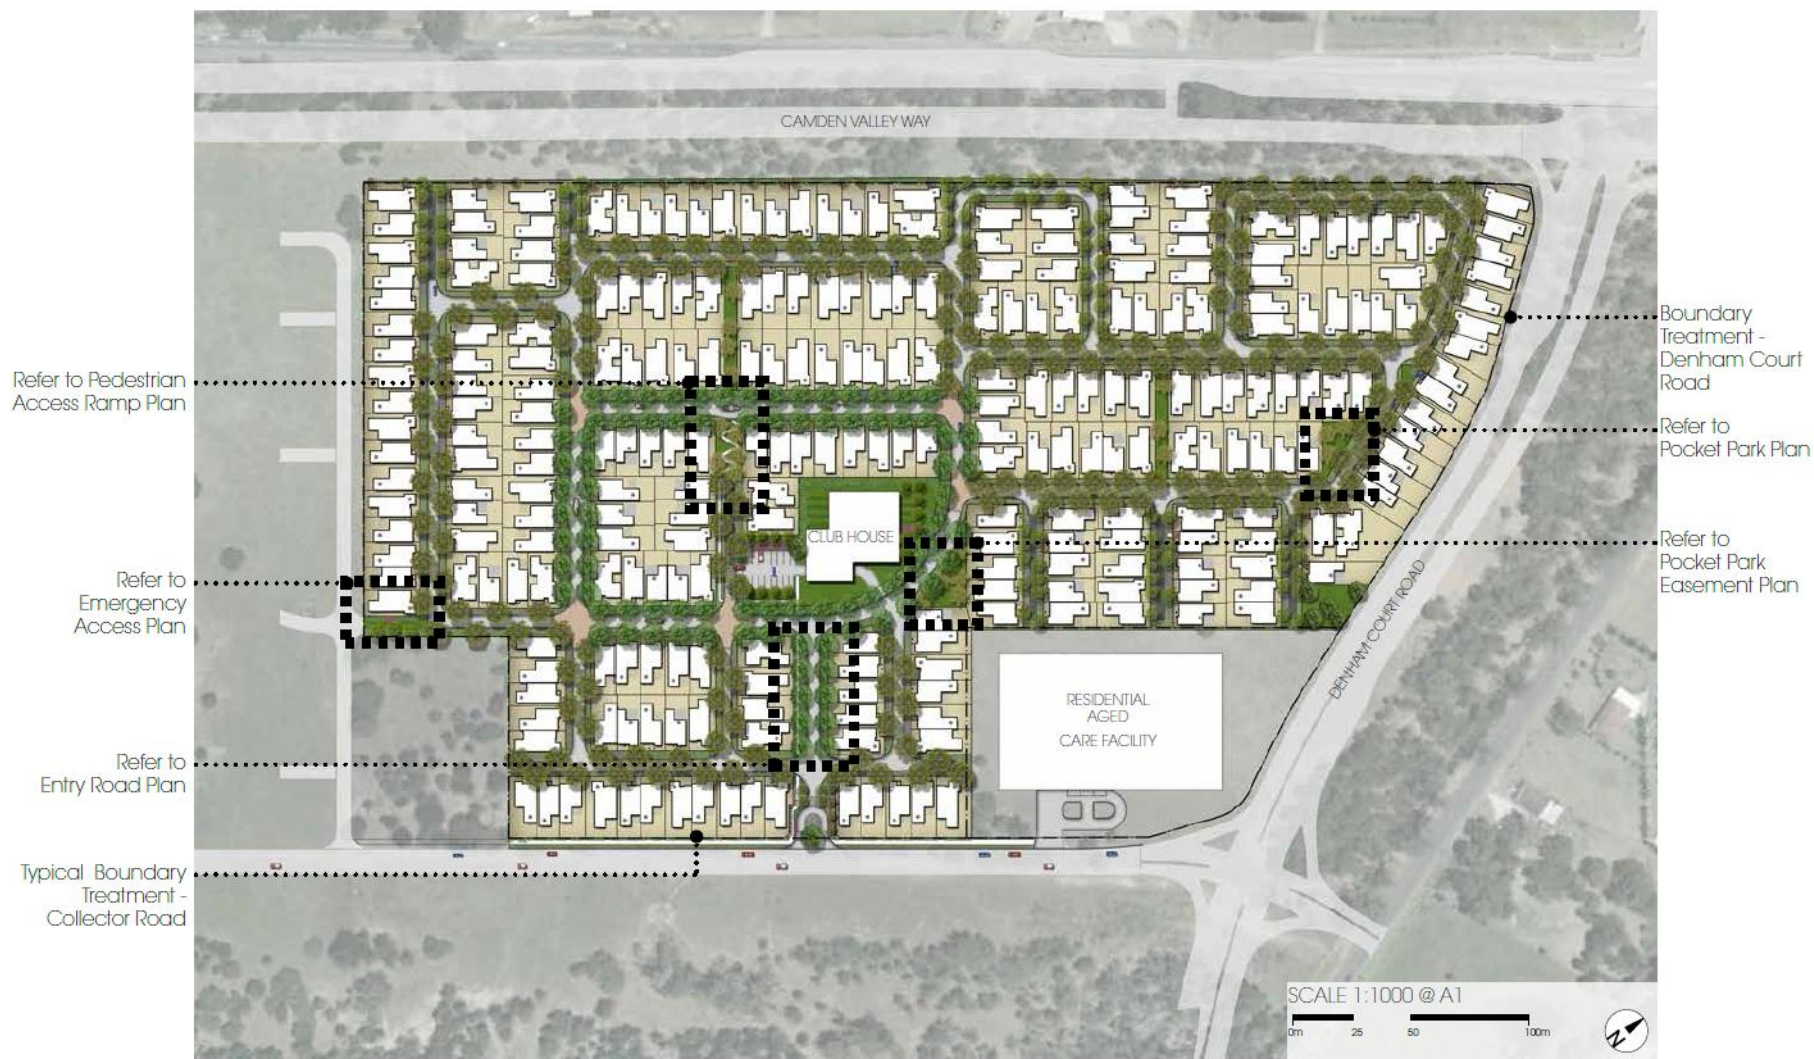 CAMDEN VALLEY WAY
Boundary
Treatment -
Denham Court
Road
Refer to Pedestrian
Access Ramp Plan
Refer to
Pocket Park Plan
CLUB HOUSE
Refer to
Pocket Park
Easement Plan
Refer to
Emergency
Access Plan
DENHAM COURT ROAD
RESIDENTIAL
AGED
CARE FACILITY
Refer to
Entry Road Plan
Typical Boundary
Treatment -
Collector Road
SCALE 1:1000 @ A1
0m 25 50 100m
N